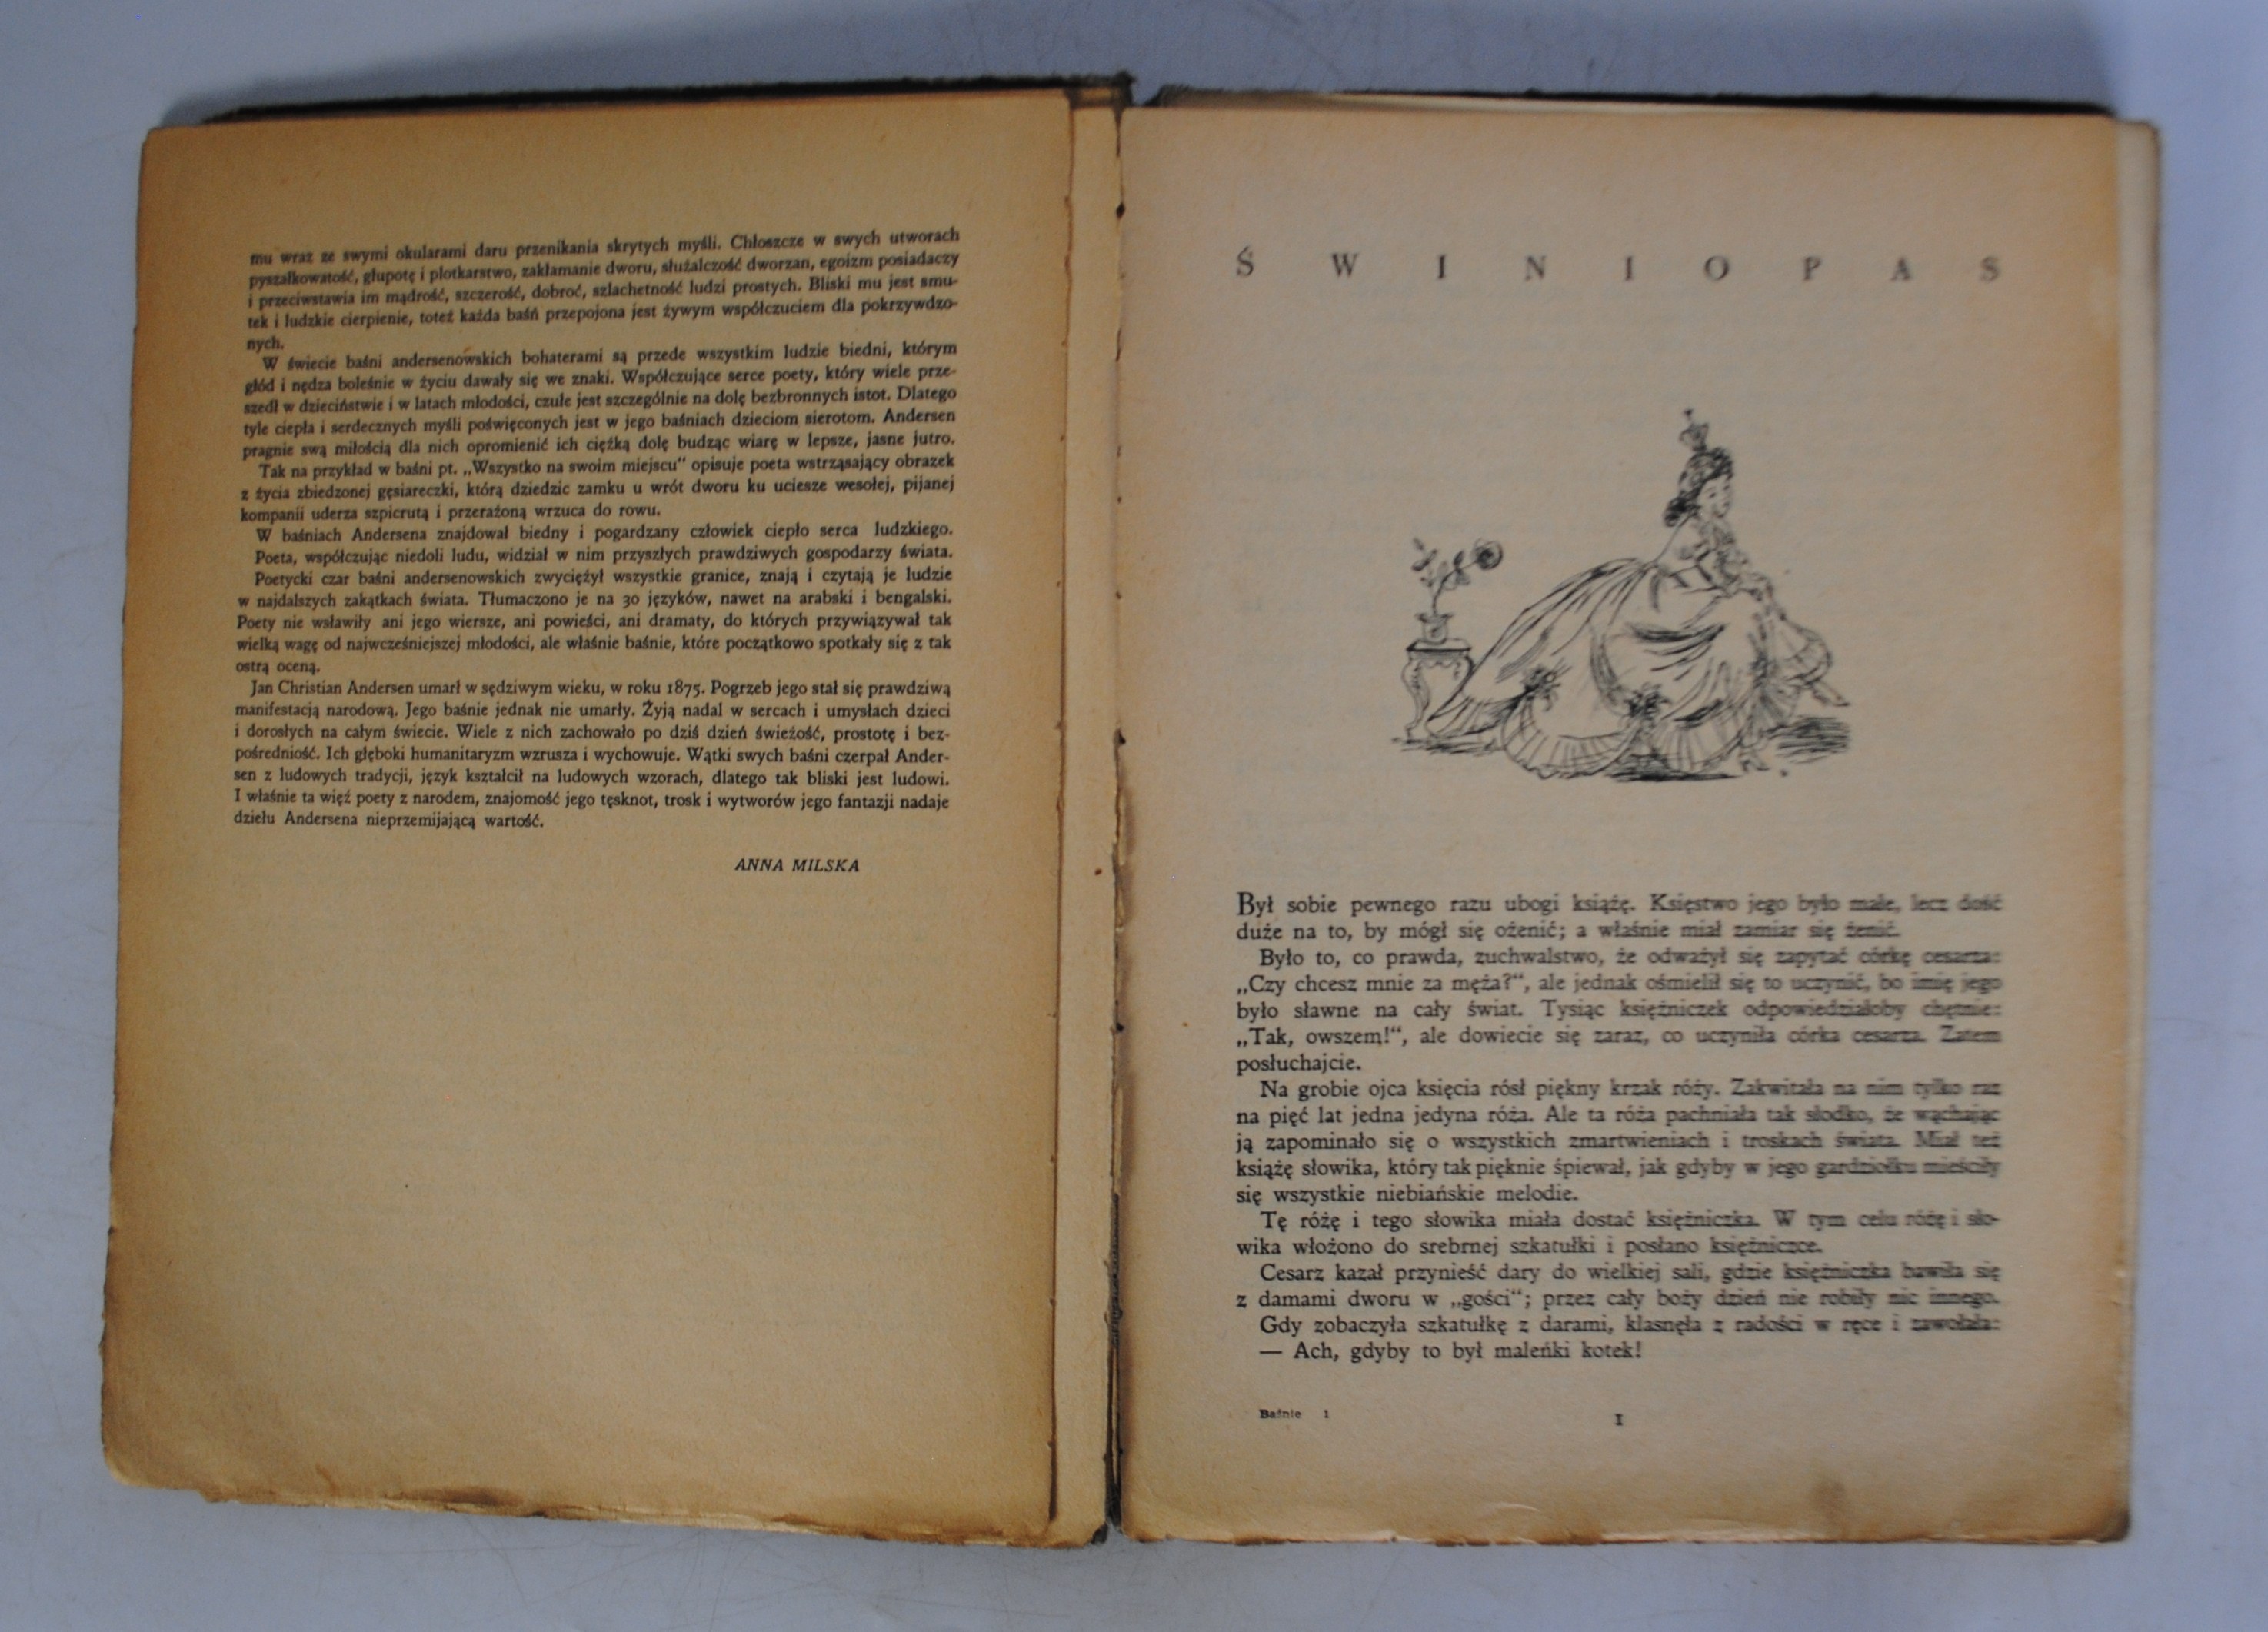 mu wraz ze swymi okularami daru przenikania skrytych myśli. Chłoszcze w swych utworach
pyszałkowatość, głupotę i plotkarstwo, zakłamanie dworu, służalczość dworzan, egoizm posiadaczy
i przeciwstawia im mądrość, szczerość, dobroć, szlachetność ludzi prostych. Bliski mu jest smu-
tek i ludzkie cierpienie, toteż każda baśń przepojona jest żywym współczuciem dla pokrzywdzo-
nych.
W świecie baśni andersenowskich bohaterami są przede wszystkim ludzie biedni, którym
głód i nędza boleśnie w życiu dawały się we znaki. Współczujące serce poety, który wiele prze-
szedł w dzieciństwie i w latach młodości, czułe jest szczególnie na dolę bezbronnych istot. Dlatego
tyle ciepła i serdecznych myśli poświęconych jest w jego baśniach dzieciom sierotom. Andersen
pragnie swą miłością dla nich opromienić ich ciężką dolę budząc wiarę w lepsze, jasne jutro.
Tak na przykład w baśni pt. „Wszystko na swoim miejscu“ opisuje poeta wstrząsający obrazek
z życia zbiedzonej gęsiareczki, którą dziedzic zamku u wrót dworu ku uciesze wesołej, pijanej
kompanii uderza szpicrutą i przerażoną wrzuca do rowu.
W baśniach Andersena znajdował biedny i pogardzany człowiek ciepło serca ludzkiego.
Poeta, współczując niedoli ludu, widział w nim przyszłych prawdziwych gospodarzy świata.
Poetycki czar baśni andersenowskich zwyciężył wszystkie granice, znają i czytają je ludzie
w najdalszych zakątkach świata. Tłumaczono je na 30 języków, nawet na arabski i bengalski.
Poety nie wsławiły ani jego wiersze, ani powieści, ani dramaty, do których przywiązywał tak
wielką wagę od najwcześniejszej młodości, ale właśnie baśnie, które początkowo spotkały się z tak
ostrą oceną.
Jan Christian Andersen umarł w sędziwym wieku, w roku 1875. Pogrzeb jego stał się prawdziwą
manifestacją narodową. Jego baśnie jednak nie umarły. Żyją nadal w sercach i umysłach dzieci
i dorosłych na całym świecie. Wiele z nich zachowało po dziś dzień świeżość, prostotę i bez-
pośredniość. Ich głęboki humanitaryzm wzrusza i wychowuje. Wątki swych baśni czerpał Ander-
sen z ludowych tradycji, język kształcił na ludowych wzorach, dlatego tak bliski jest ludowi.
I właśnie ta więź poety z narodem, znajomość jego tęsknot, trosk i wytworów jego fantazji nadaje
dziełu Andersena nieprzemijającą wartość.
ANNA MILSKA
ŚWINIOPAS
Był sobie pewnego razu ubogi książę. Księstwo jego było małe, lecz dość
duże na to, by mógł się ożenić; a właśnie miał zamiar się żenić.
Było to, co prawda, zuchwalstwo, że odważył się zapytać córkę cesarza:
„Czy chcesz mnie za męża?“, ale jednak ośmielił się to uczynić, bo imię jego
było sławne na cały świat. Tysiąc księżniczek odpowiedziałoby chętnie:
„Tak, owszem!“, ale dowiecie się zaraz, co uczyniła córka cesarza. Zatem
posłuchajcie.
Na grobie ojca księcia rósł piękny krzak róży. Zakwitała na nim tylko raz
na pięć lat jedna jedyna róża. Ale ta róża pachniała tak słodko, że wąchając
ją zapominało się o wszystkich zmartwieniach i troskach świata. Miał też
książę słowika, który tak pięknie śpiewał, jak gdyby w jego gardziołku mieściły
się wszystkie niebiańskie melodie.
Tę różę i tego słowika miała dostać księżniczka. W tym celu różę i sło-
wika włożono do srebrnej szkatułki i posłano księżniczce.
Cesarz kazał przynieść dary do wielkiej sali, gdzie księżniczka bawiła się
z damami dworu w „gości“; przez cały boży dzień nie robiły nic innego.
Gdy zobaczyła szkatułkę z darami, klasnęła z radości w ręce i zawołała:
— Ach, gdyby to był maleńki kotek!
Baśnie 1
1